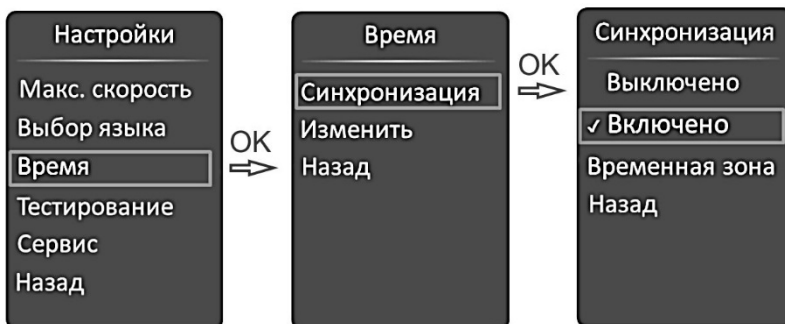 Настройки
Макс. скорость
Выбор языка
Время
Тестирование
Сервис
Назад
OK
Время
Синхронизация
Изменить
Назад
OK
Синхронизация
Выключено
✓ Включено
Временная зона
Назад